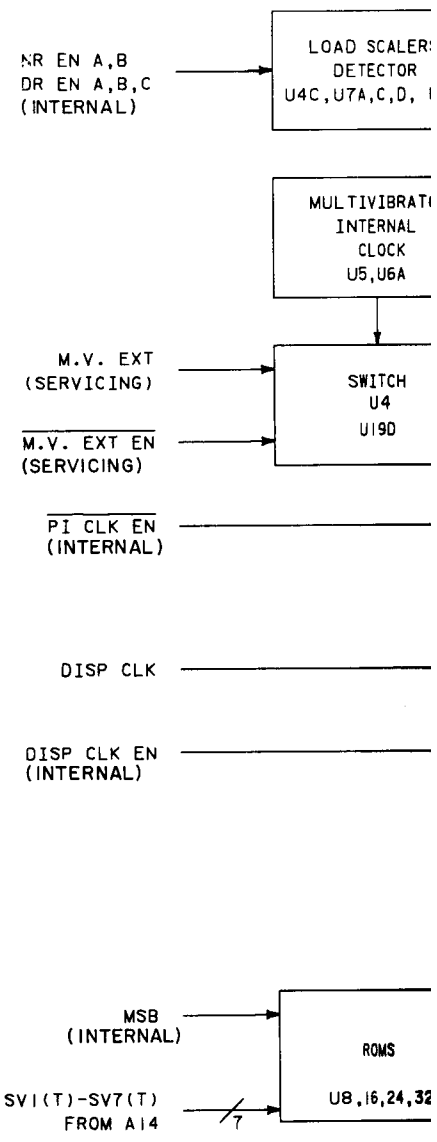 NR EN A,B
DR EN A,B,C
(INTERNAL)
LOAD SCALERS
DETECTOR
U4C,U7A,C,D,
MULTIVIBRATO
INTERNAL
CLOCK
U5,U6A
M.V. EXT
(SERVICING)
M.V. EXT EN
(SERVICING)
SWITCH
U4
U19D
PI CLK EN
(INTERNAL)
DISP CLK
DISP CLK EN
(INTERNAL)
MSB
(INTERNAL)
ROMS
U8,16,24,32
SV1(T)-SV7(T)
FROM A14
7